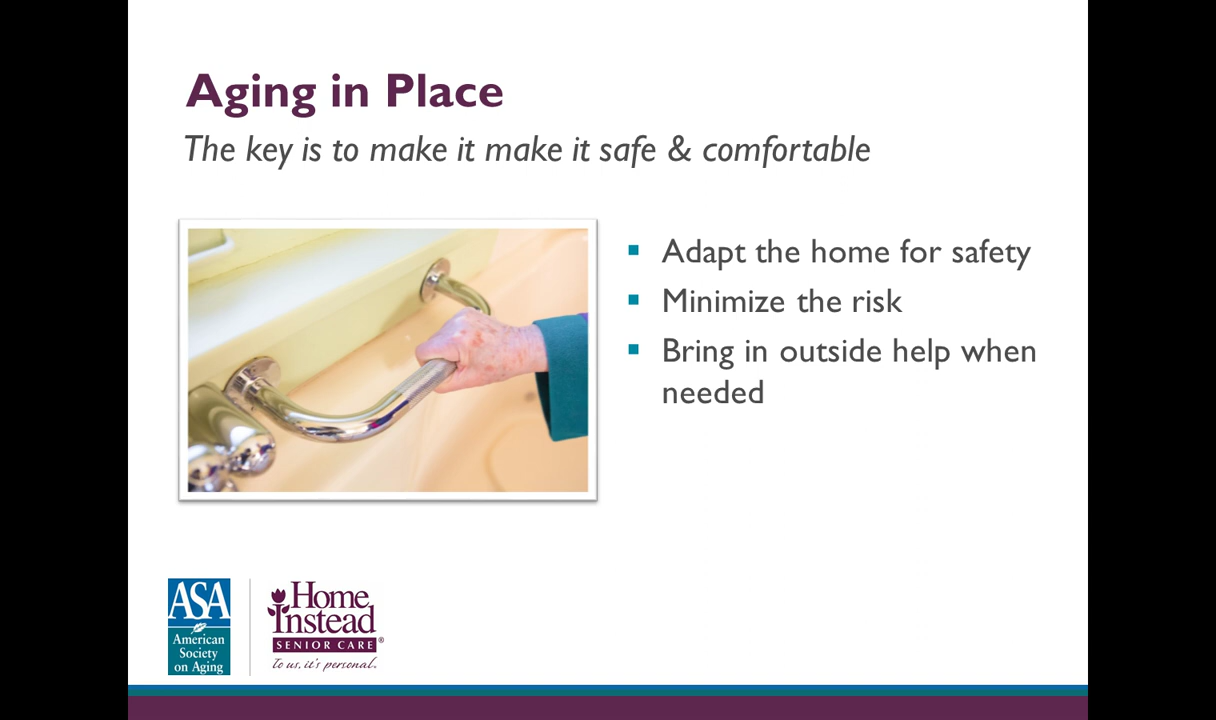 Aging in Place
The key is to make it make it safe & comfortable
Adapt the home for safety
Minimize the risk
Bring in outside help when
needed
ASA
American
Society
on Aging
Home
Instead
SENIOR CARE®
To us, it's personal.